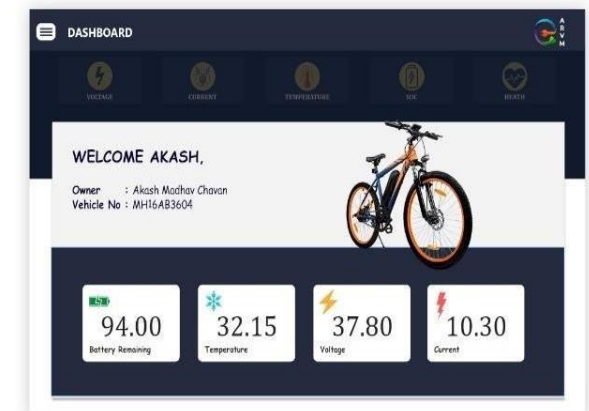 DASHBOARD
ARVM
VOLTAGE
CURRENT
TEMPERATURE
SOC
HEATH
WELCOME AKASH,
Owner : Akash Madhav Chavan
Vehicle No : MH16AB3604
94.00
Battery Remaining
32.15
Temperature
37.80
Voltage
10.30
Current